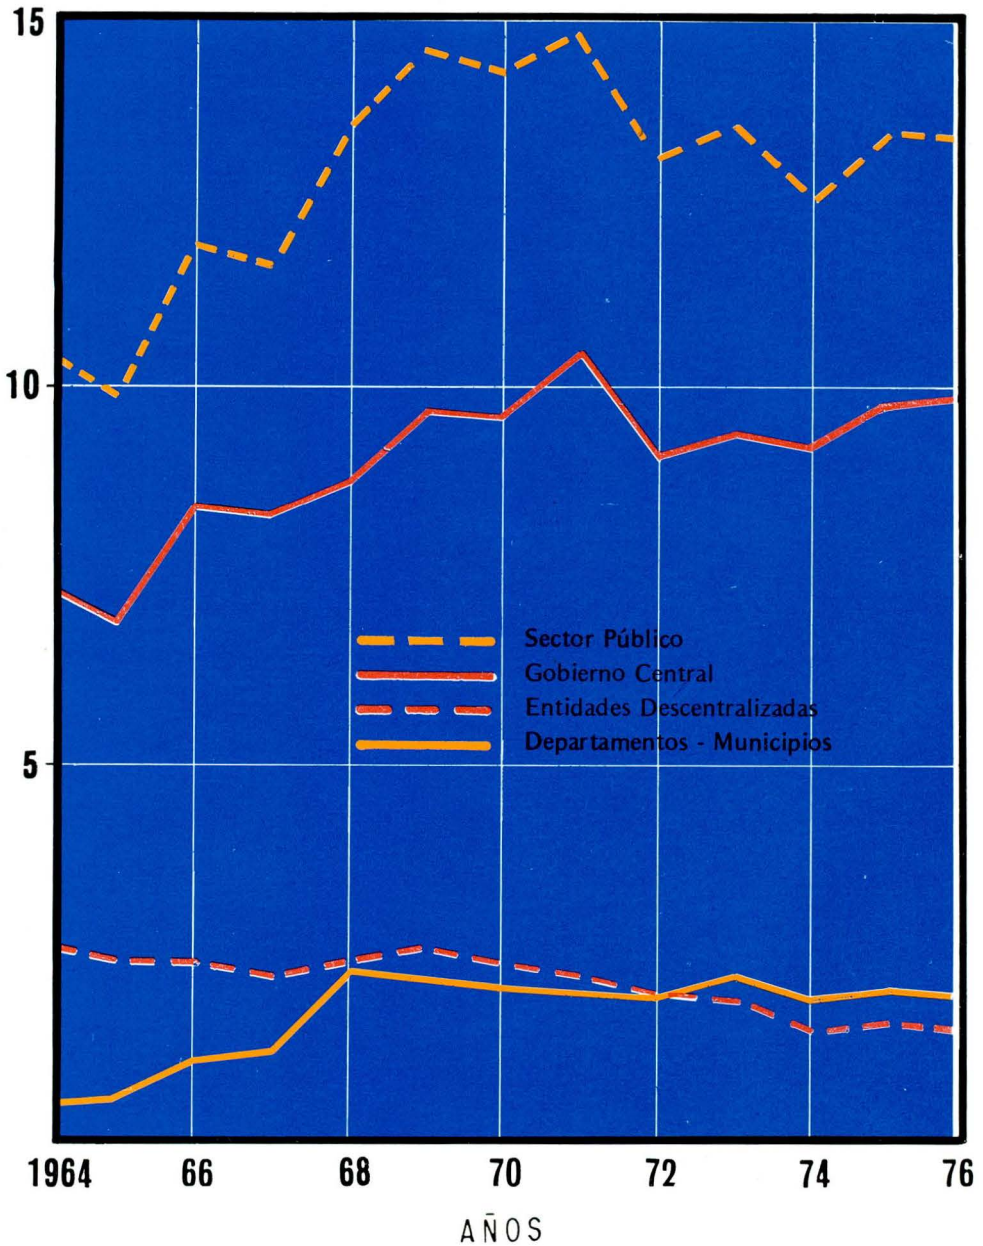 15
10
5
Sector Público
Gobierno Central
Entidades Descentralizadas
Departamentos - Municipios
1964 66 68 70 72 74 76
AÑOS